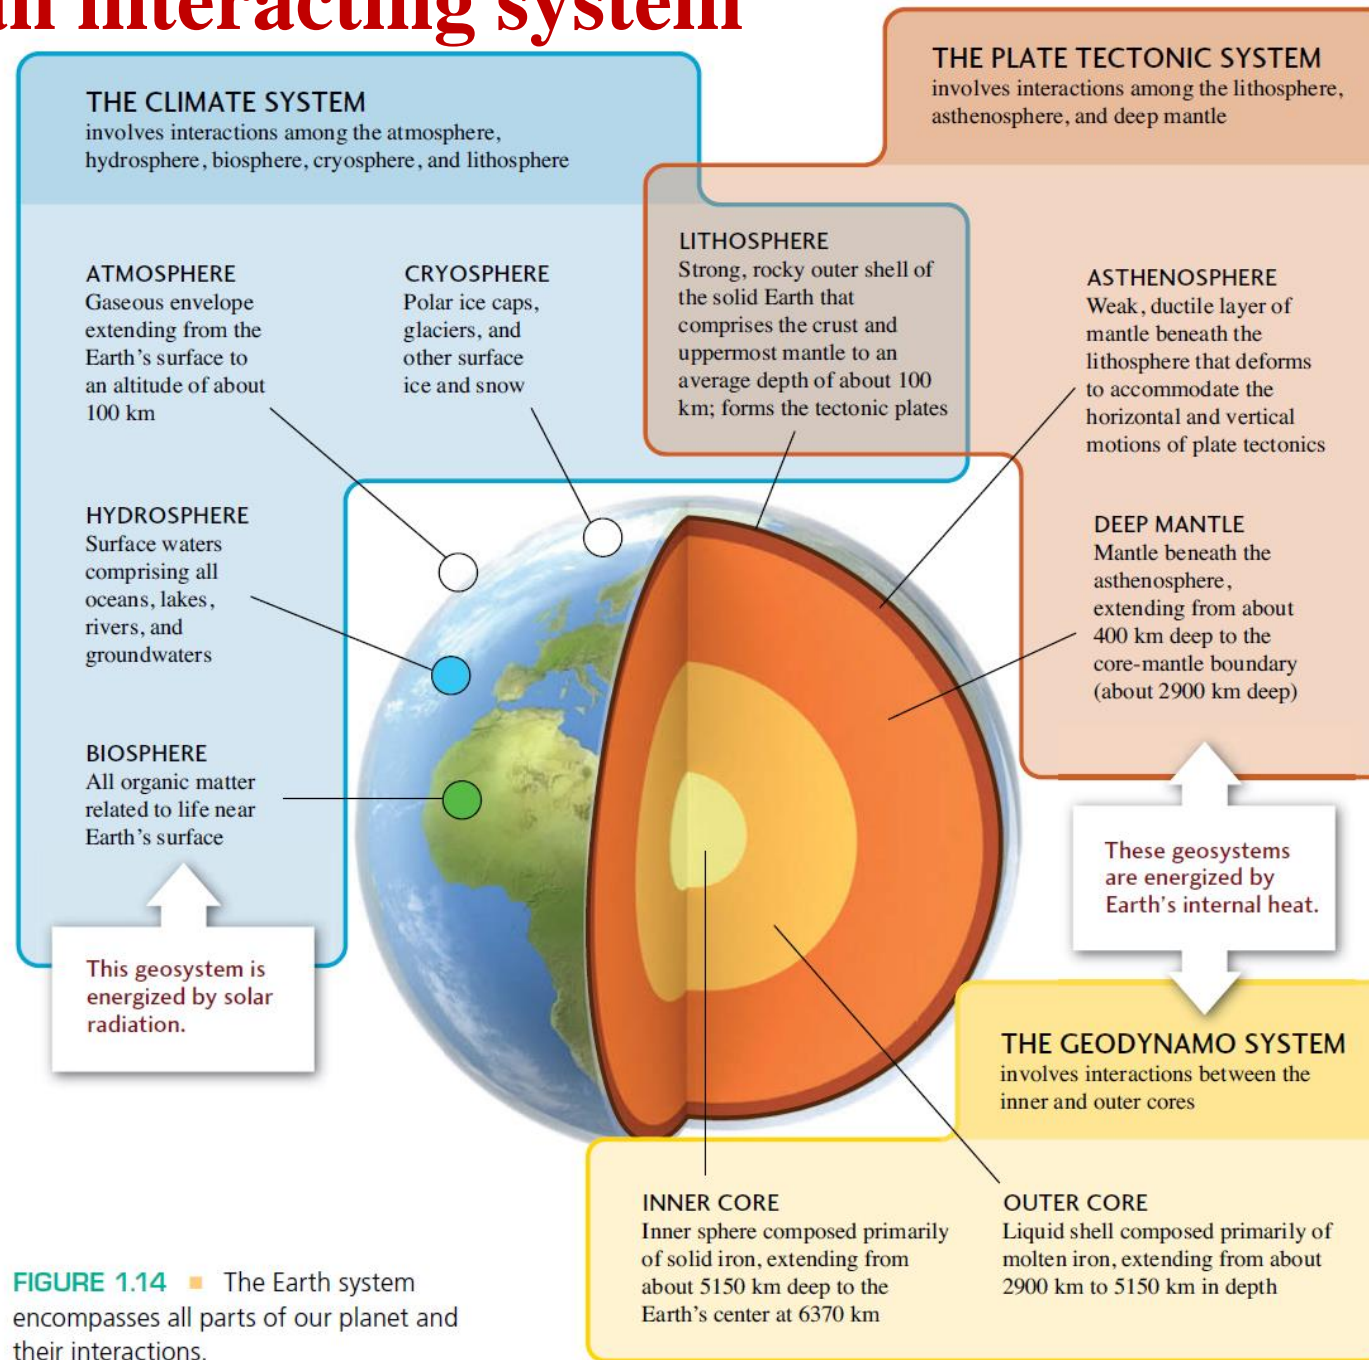 an interacting system
THE CLIMATE SYSTEM
involves interactions among the atmosphere,
hydrosphere, biosphere, cryosphere, and lithosphere
THE PLATE TECTONIC SYSTEM
involves interactions among the lithosphere,
asthenosphere, and deep mantle
ATMOSPHERE
Gaseous envelope
extending from the
Earth's surface to
an altitude of about
100 km
CRYOSPHERE
Polar ice caps,
glaciers, and
other surface
ice and snow
LITHOSPHERE
Strong, rocky outer shell of
the solid Earth that
comprises the crust and
uppermost mantle to an
average depth of about 100
km; forms the tectonic plates
ASTHENOSPHERE
Weak, ductile layer of
mantle beneath the
lithosphere that deforms
to accommodate the
horizontal and vertical
motions of plate tectonics
HYDROSPHERE
Surface waters
comprising all
oceans, lakes,
rivers, and
groundwaters
DEEP MANTLE
Mantle beneath the
asthenosphere,
extending from about
400 km deep to the
core-mantle boundary
(about 2900 km deep)
BIOSPHERE
All organic matter
related to life near
Earth's surface
This geosystem is
energized by solar
radiation.
These geosystems
are energized by
Earth's internal heat.
THE GEODYNAMO SYSTEM
involves interactions between the
inner and outer cores
INNER CORE
Inner sphere composed primarily
of solid iron, extending from
about 5150 km deep to the
Earth's center at 6370 km
OUTER CORE
Liquid shell composed primarily of
molten iron, extending from about
2900 km to 5150 km in depth
FIGURE 1.14 ■ The Earth system
encompasses all parts of our planet and
their interactions.